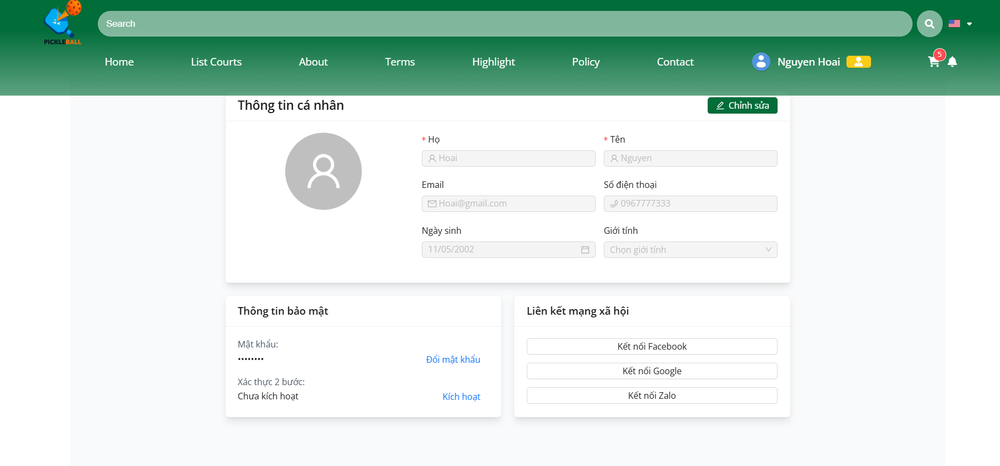 PICKLEBALL
Search
Home List Courts About Terms Highlight Policy Contact Nguyen Hoai 5
Thông tin cá nhân
Chỉnh sửa
* Họ
* Tên
Hoai
Nguyen
Email
Số điện thoại
Hoai@gmail.com
0967777333
Ngày sinh
Giới tính
11/05/2002
Chọn giới tính
Thông tin bảo mật
Mật khẩu:
••••••••
Đổi mật khẩu
Xác thực 2 bước:
Chưa kích hoạt
Kích hoạt
Liên kết mạng xã hội
Kết nối Facebook
Kết nối Google
Kết nối Zalo